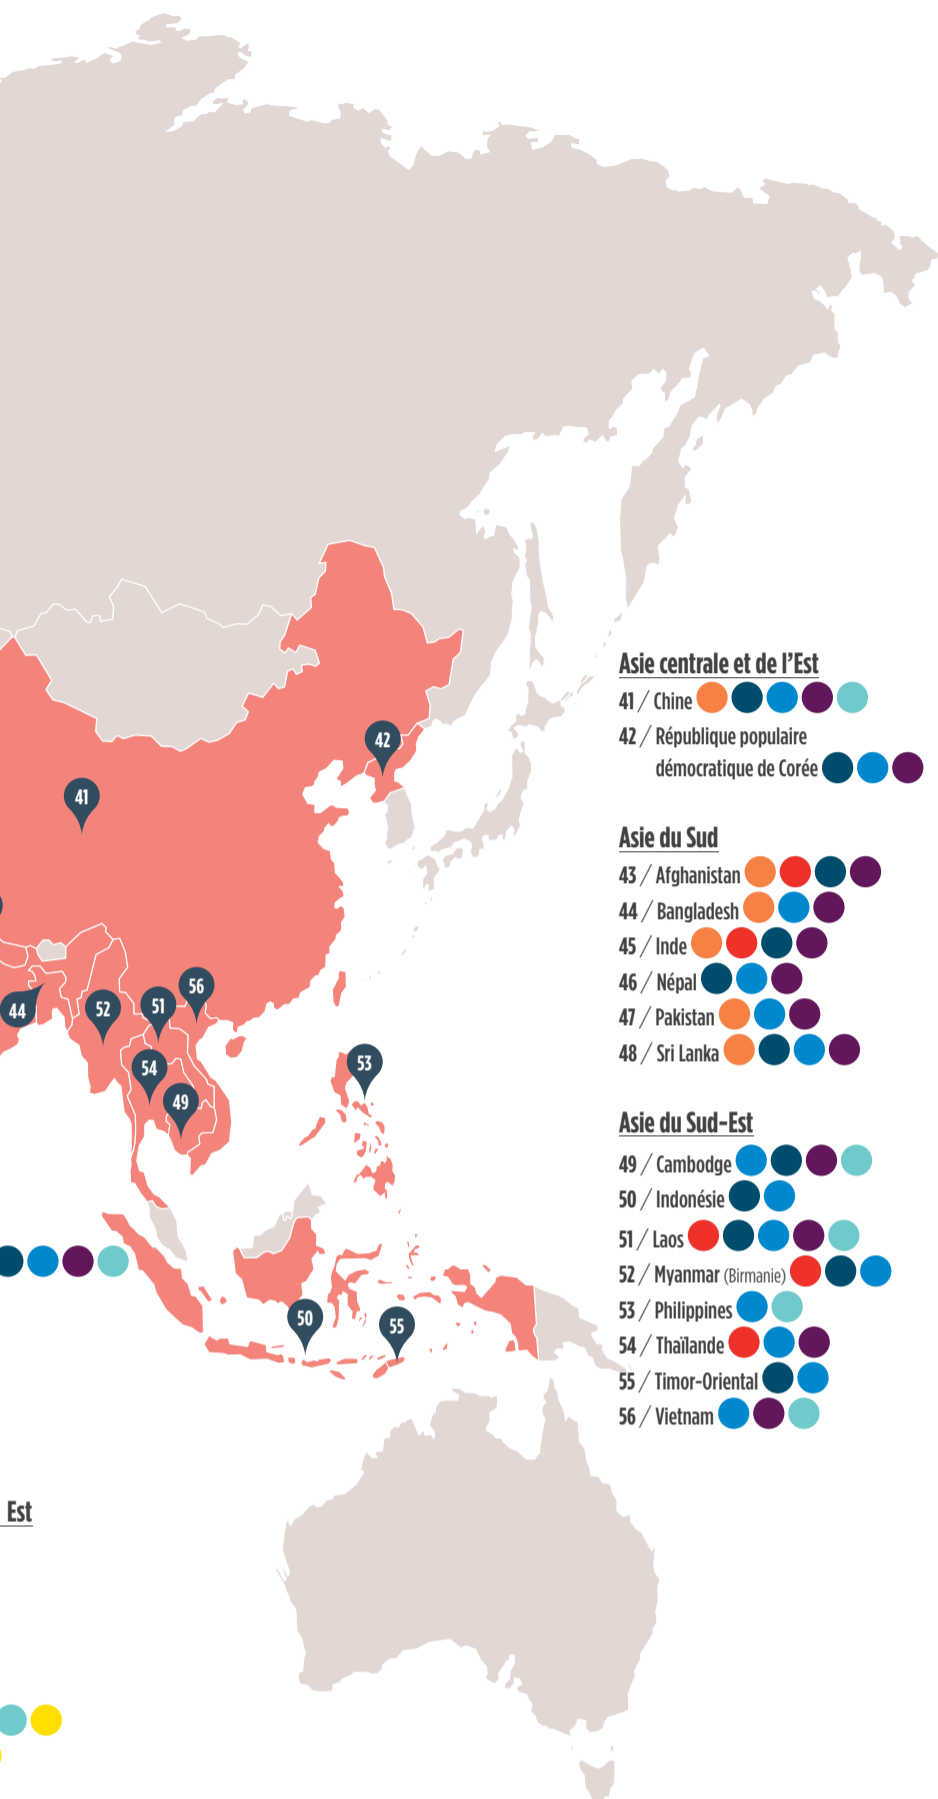 42
41
44
52
51
56
54
49
53
50
55
Asie centrale et de l’Est
41 / Chine
42 / République populaire
démocratique de Corée
Asie du Sud
43 / Afghanistan
44 / Bangladesh
45 / Inde
46 / Népal
47 / Pakistan
48 / Sri Lanka
Asie du Sud-Est
49 / Cambodge
50 / Indonésie
51 / Laos
52 / Myanmar (Birmanie)
53 / Philippines
54 / Thaïlande
55 / Timor-Oriental
56 / Vietnam
Est